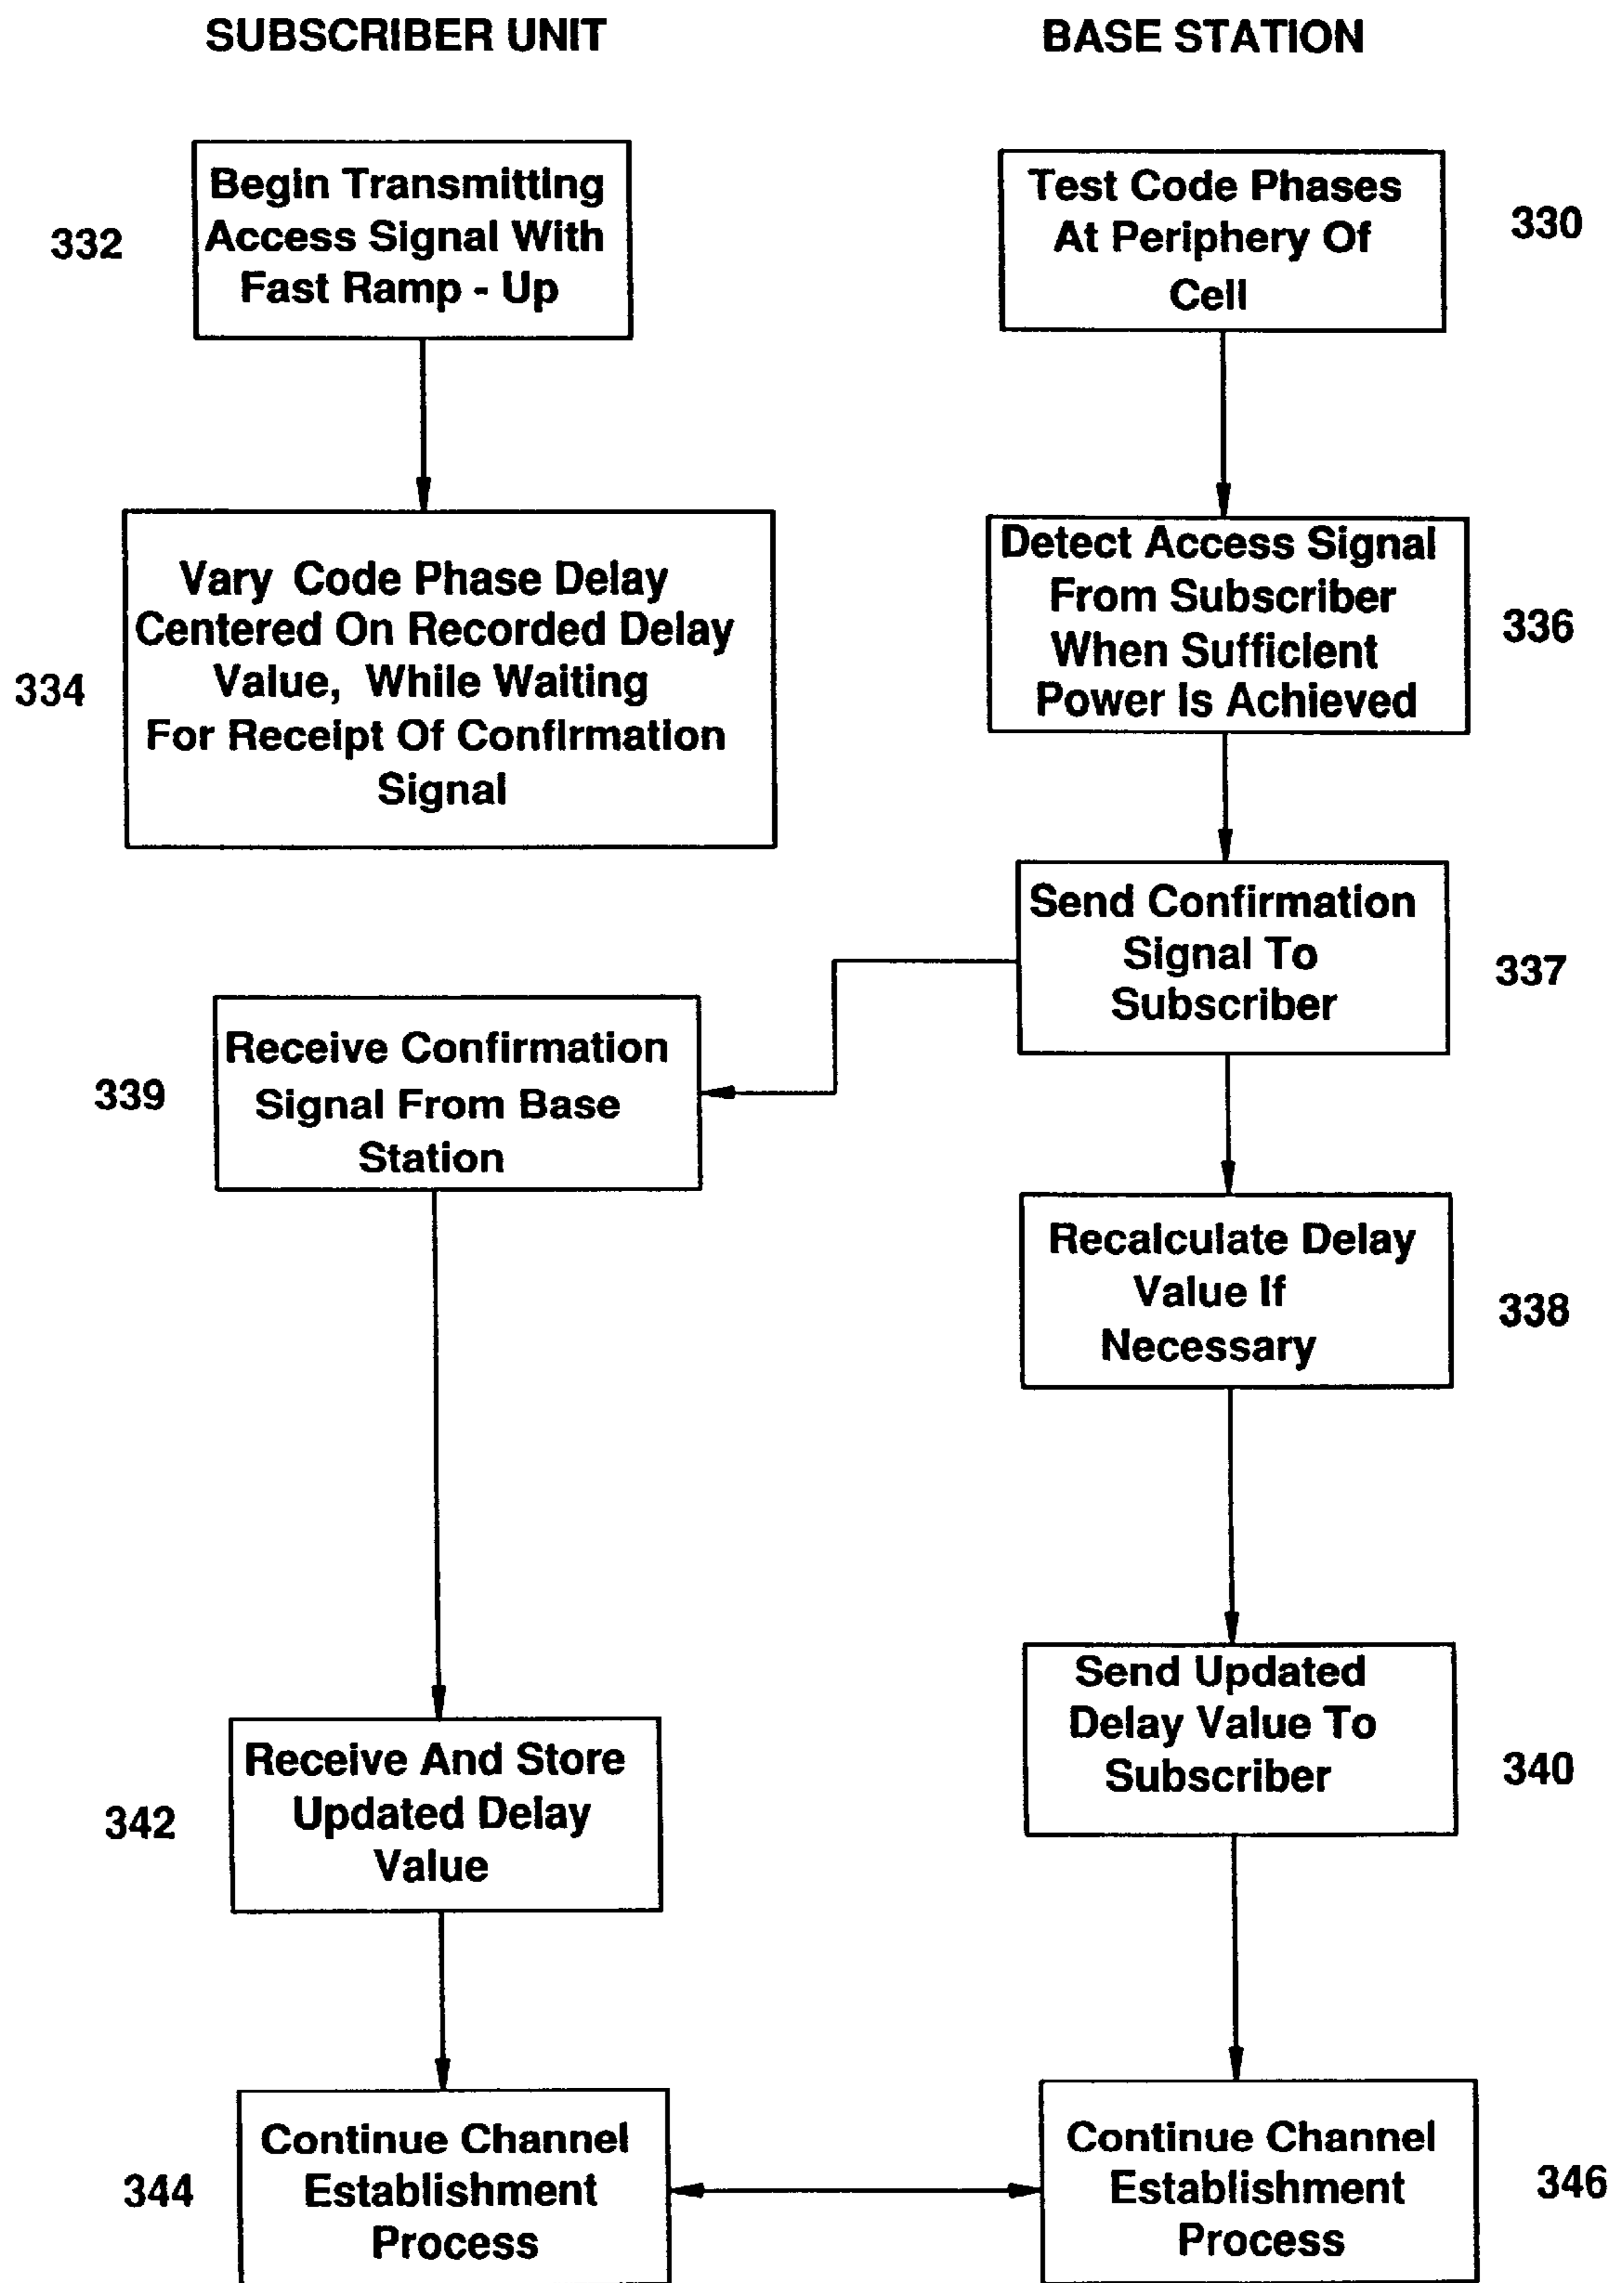 SUBSCRIBER UNIT
BASE STATION
332
Begin Transmitting
Access Signal With
Fast Ramp - Up
Test Code Phases
At Periphery Of
Cell
330
334
Vary Code Phase Delay
Centered On Recorded Delay
Value, While Waiting
For Receipt Of Confirmation
Signal
Detect Access Signal
From Subscriber
When Sufficient
Power Is Achieved
336
Send Confirmation
Signal To
Subscriber
337
339
Receive Confirmation
Signal From Base
Station
Recalculate Delay
Value If
Necessary
338
Send Updated
Delay Value To
Subscriber
340
342
Receive And Store
Updated Delay
Value
344
Continue Channel
Establishment
Process
Continue Channel
Establishment
Process
346